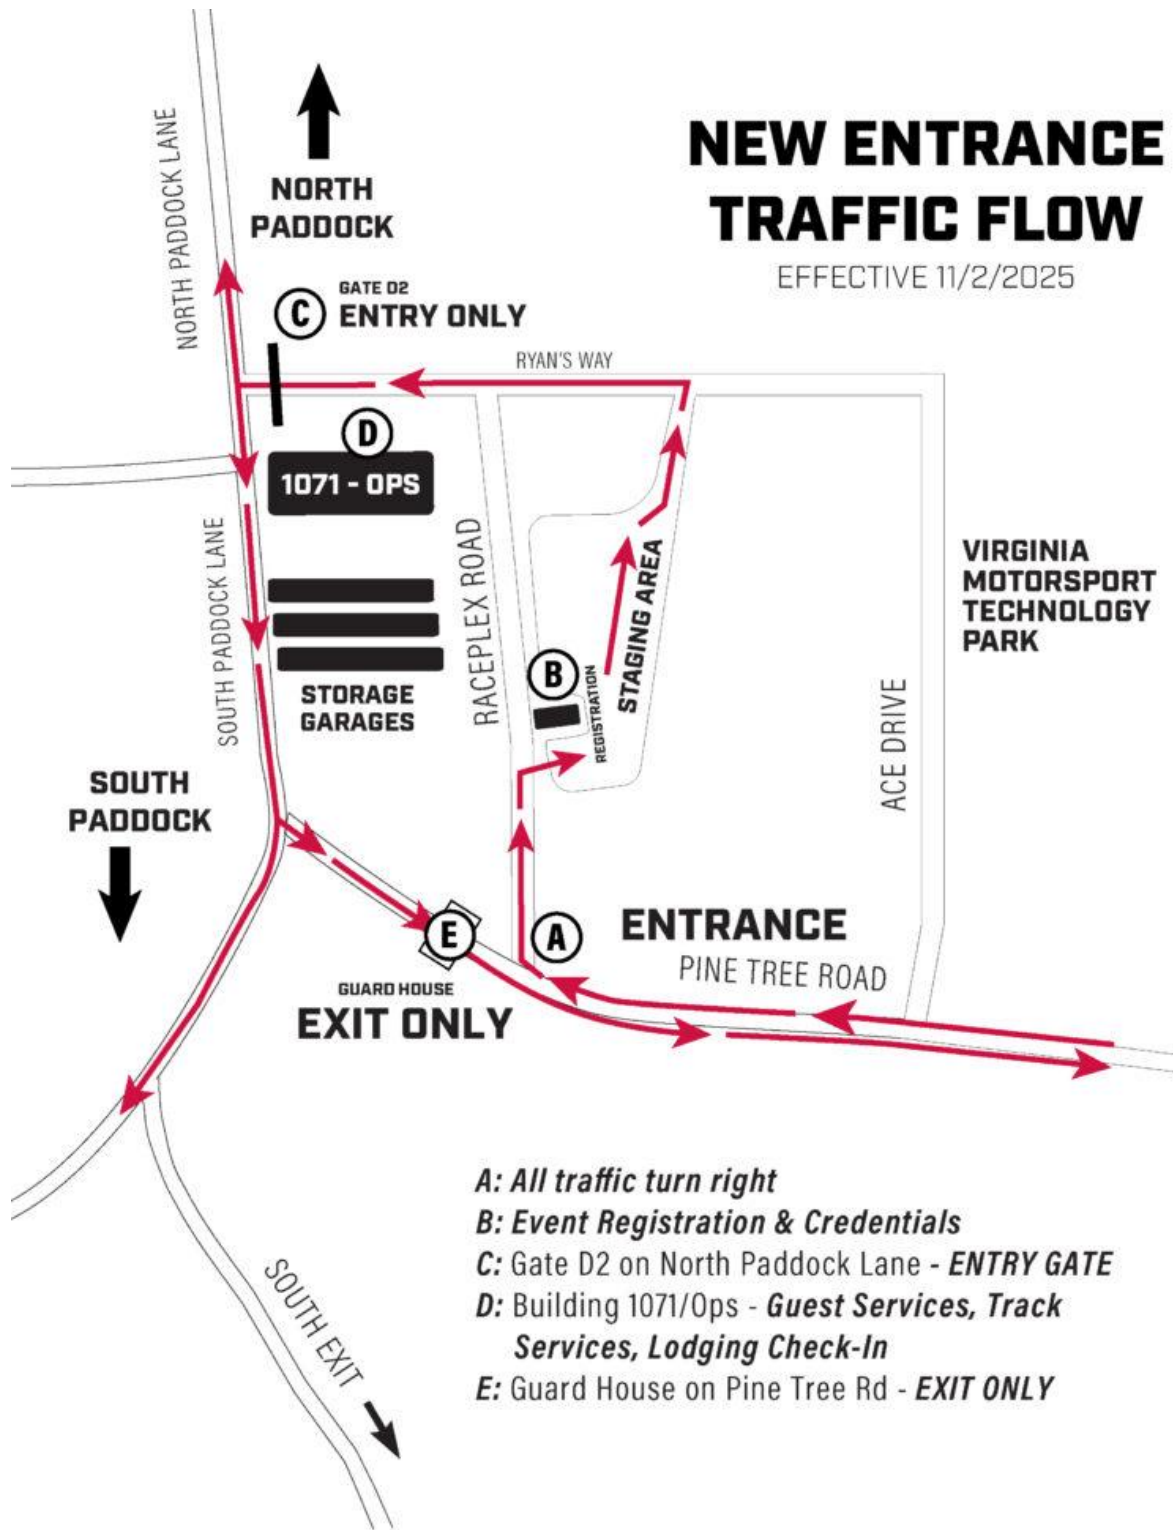 NEW ENTRANCE
TRAFFIC FLOW
EFFECTIVE 11/2/2025
NORTH
PADDOCK
NORTH PADDOCK LANE
C
GATE D2
ENTRY ONLY
RYAN'S WAY
D
1071 - OPS
SOUTH PADDOCK LANE
STORAGE
GARAGES
RACEPLEX ROAD
B
REGISTRATION
STAGING AREA
VIRGINIA
MOTORSPORT
TECHNOLOGY
PARK
ACE DRIVE
SOUTH
PADDOCK
E
GUARD HOUSE
EXIT ONLY
A
ENTRANCE
PINE TREE ROAD
SOUTH EXIT
A: All traffic turn right
B: Event Registration & Credentials
C: Gate D2 on North Paddock Lane - ENTRY GATE
D: Building 1071/Ops - Guest Services, Track
Services, Lodging Check-In
E: Guard House on Pine Tree Rd - EXIT ONLY